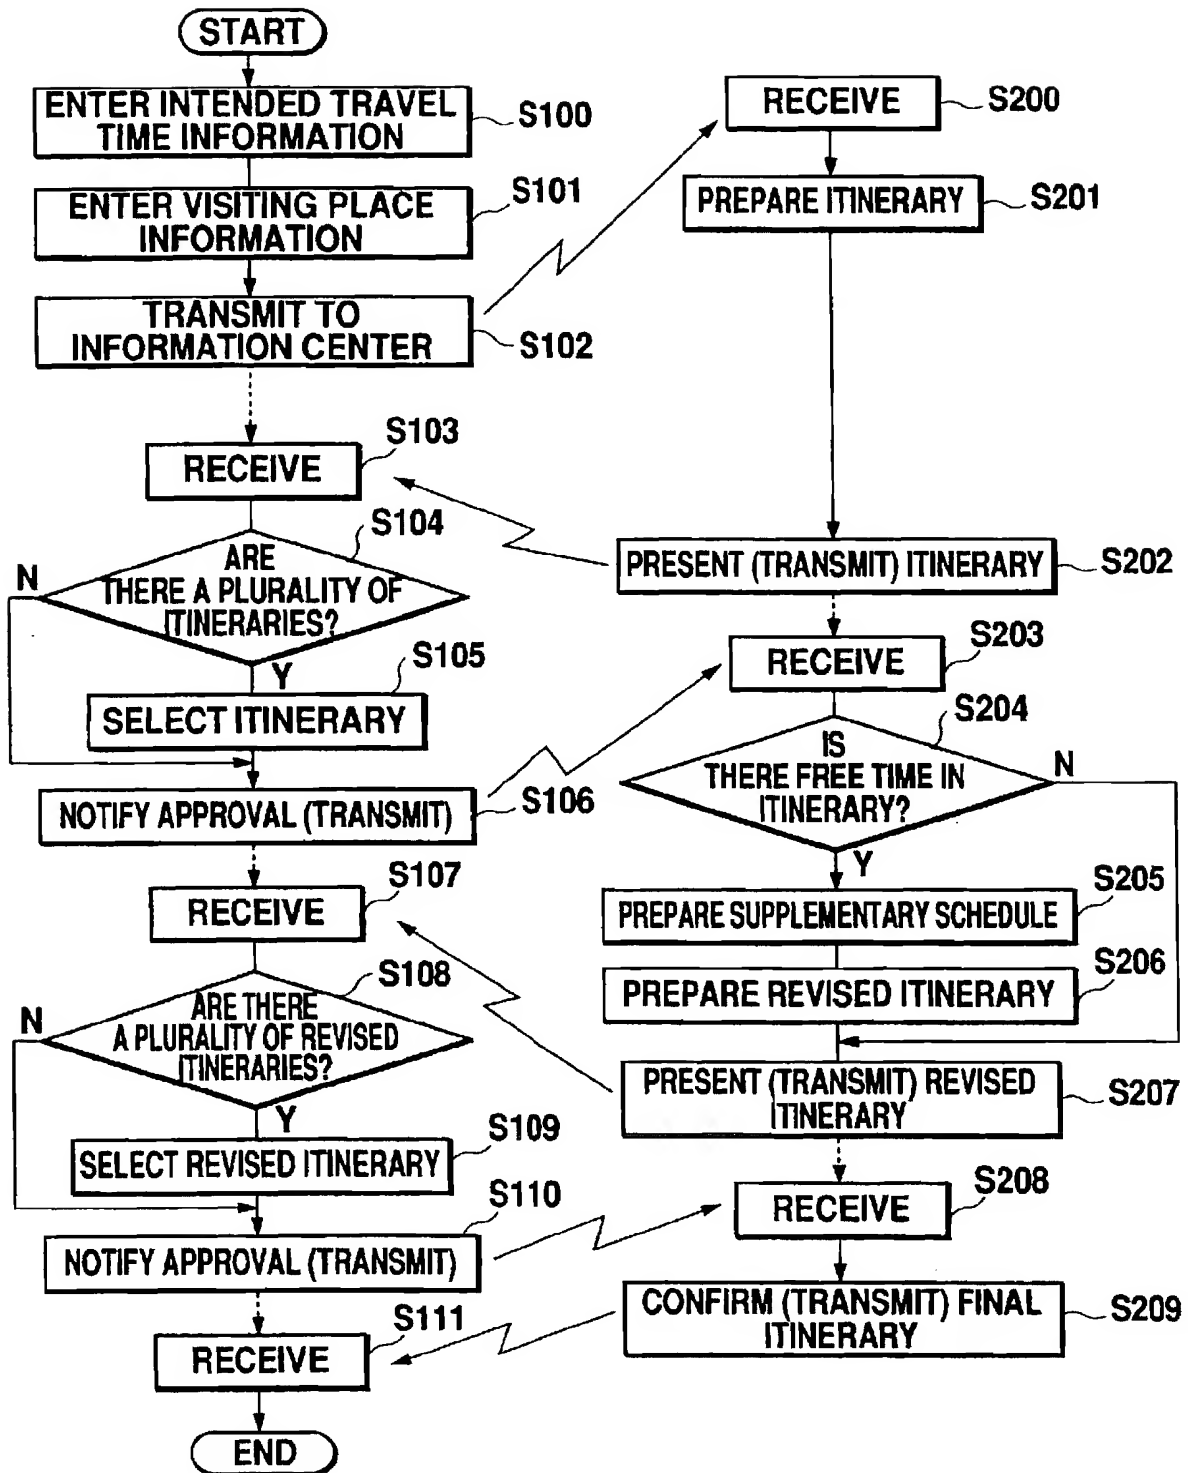 START
ENTER INTENDED TRAVEL
TIME INFORMATION
S100
ENTER VISITING PLACE
INFORMATION
S101
TRANSMIT TO
INFORMATION CENTER
S102
RECEIVE
S103
ARE
THERE A PLURALITY OF
ITINERARIES?
S104
N
Y
SELECT ITINERARY
S105
NOTIFY APPROVAL (TRANSMIT)
S106
RECEIVE
S107
ARE THERE
A PLURALITY OF REVISED
ITINERARIES?
S108
N
Y
SELECT REVISED ITINERARY
S109
NOTIFY APPROVAL (TRANSMIT)
S110
RECEIVE
S111
END
RECEIVE
S200
PREPARE ITINERARY
S201
PRESENT (TRANSMIT) ITINERARY
S202
RECEIVE
S203
IS
THERE FREE TIME IN
ITINERARY?
S204
N
Y
PREPARE SUPPLEMENTARY SCHEDULE
S205
PREPARE REVISED ITINERARY
S206
PRESENT (TRANSMIT) REVISED
ITINERARY
S207
RECEIVE
S208
CONFIRM (TRANSMIT) FINAL
ITINERARY
S209